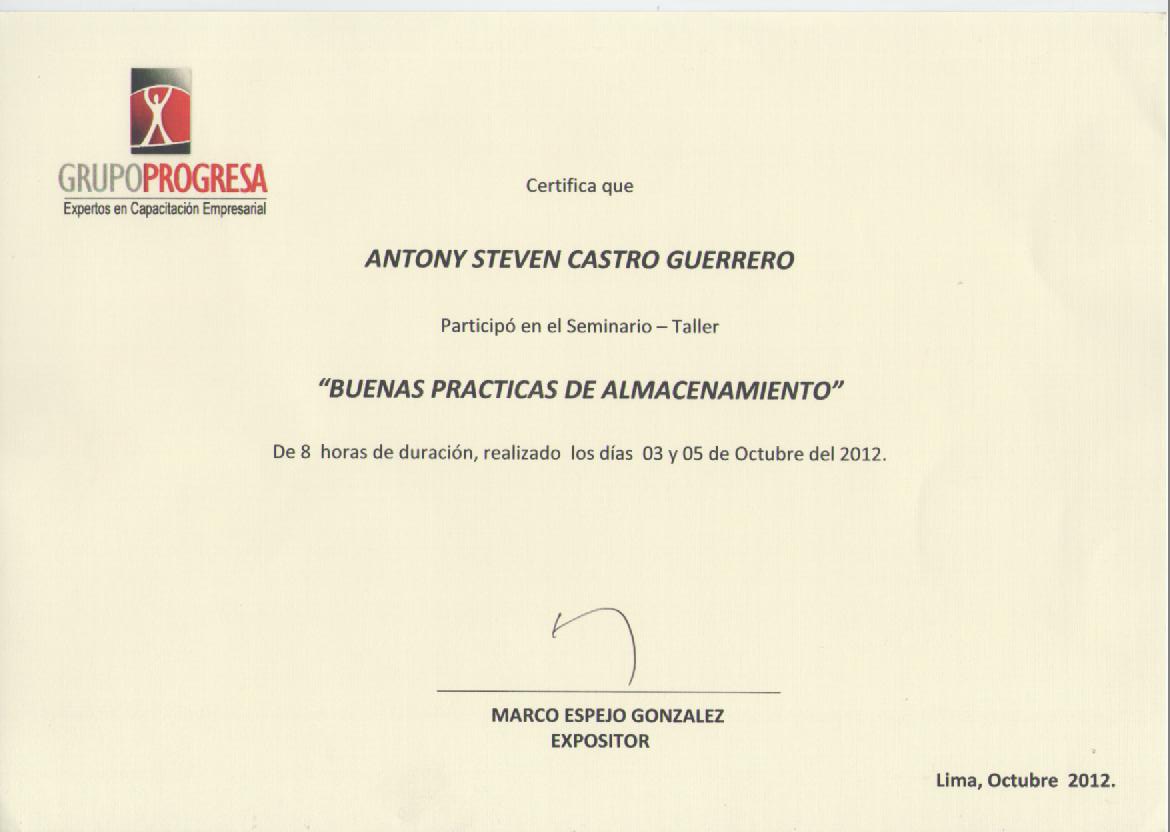 GRUPOPROGRESA
Expertos en Capacitación Empresarial
Certifica que
ANTONY STEVEN CASTRO GUERRERO
Participó en el Seminario – Taller
“BUENAS PRACTICAS DE ALMACENAMIENTO”
De 8 horas de duración, realizado los días 03 y 05 de Octubre del 2012.
MARCO ESPEJO GONZALEZ
EXPOSITOR
Lima, Octubre 2012.